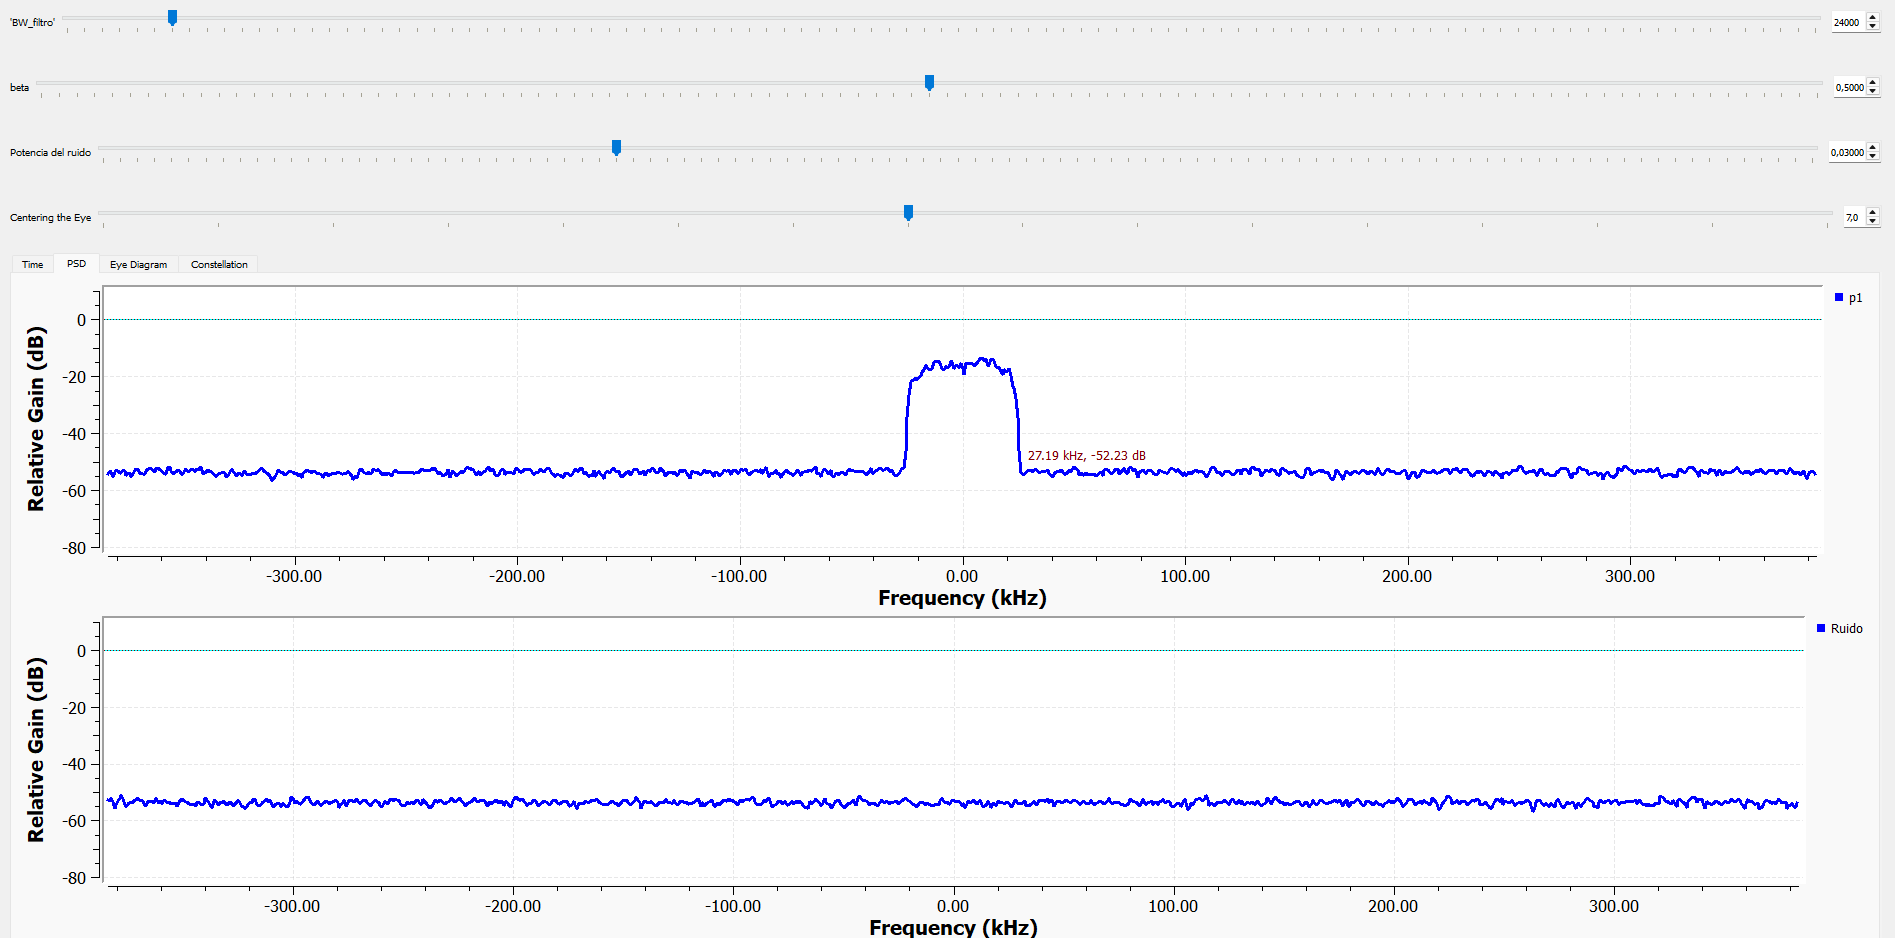 'BW_filtro' 24000
beta 0,5000
Potencia del ruido 0,03000
Centering the Eye 7,0
Time PSD Eye Diagram Constellation
p1
Relative Gain (dB)
0
-20
-40
-60
-80
27.19 kHz, -52.23 dB
-300.00 -200.00 -100.00 0.00 100.00 200.00 300.00
Frequency (kHz)
Ruido
Relative Gain (dB)
0
-20
-40
-60
-80
-300.00 -200.00 -100.00 0.00 100.00 200.00 300.00
Frequency (kHz)